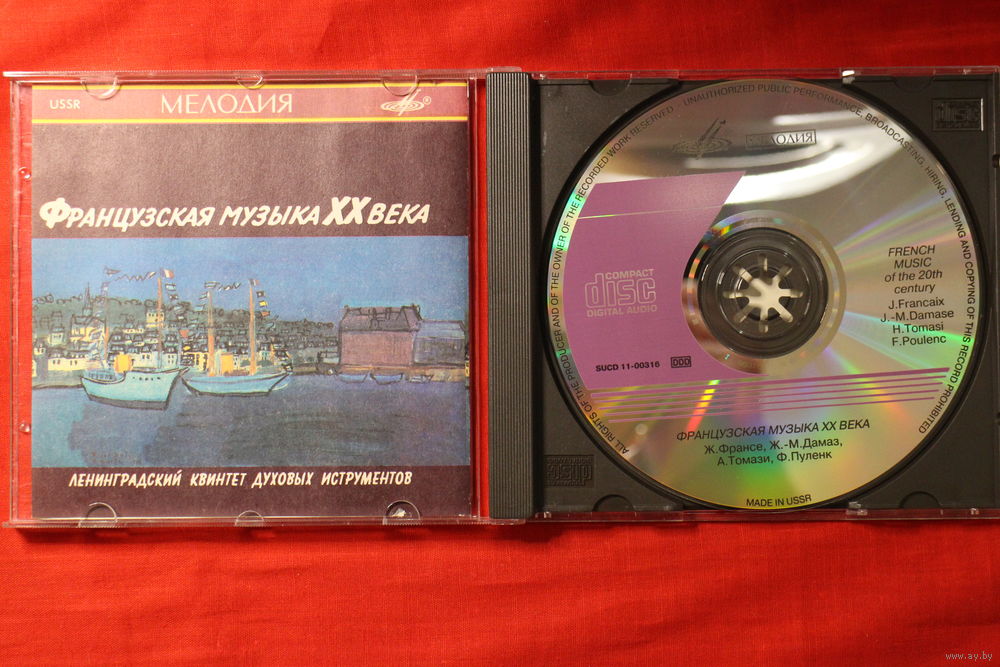 USSR
МЕЛОДИЯ
®
ФРАНЦУЗСКАЯ МУЗЫКА XX ВЕКА
ЛЕНИНГРАДСКИЙ КВИНТЕТ ДУХОВЫХ ИСТРУМЕНТОВ
ALL RIGHTS OF THE PRODUCER AND OF THE OWNER OF THE RECORDED WORK RESERVED - UNAUTHORIZED PUBLIC PERFORMANCE, BROADCASTING, HIRING, LENDING AND COPYING OF THIS RECORD PROHIBITED
МЕЛОДИЯ
COMPACT
disc
DIGITAL AUDIO
FRENCH
MUSIC
of the 20th
century
J.Francaix
J.-M.Damase
H.Tomasi
F.Poulenc
SUCD 11-00316 DDD
ФРАНЦУЗСКАЯ МУЗЫКА XX ВЕКА
Ж.Франсе, Ж.-М.Дамаз,
А.Томази, Ф.Пуленк
MADE IN USSR
disc
disc
www.ay.by